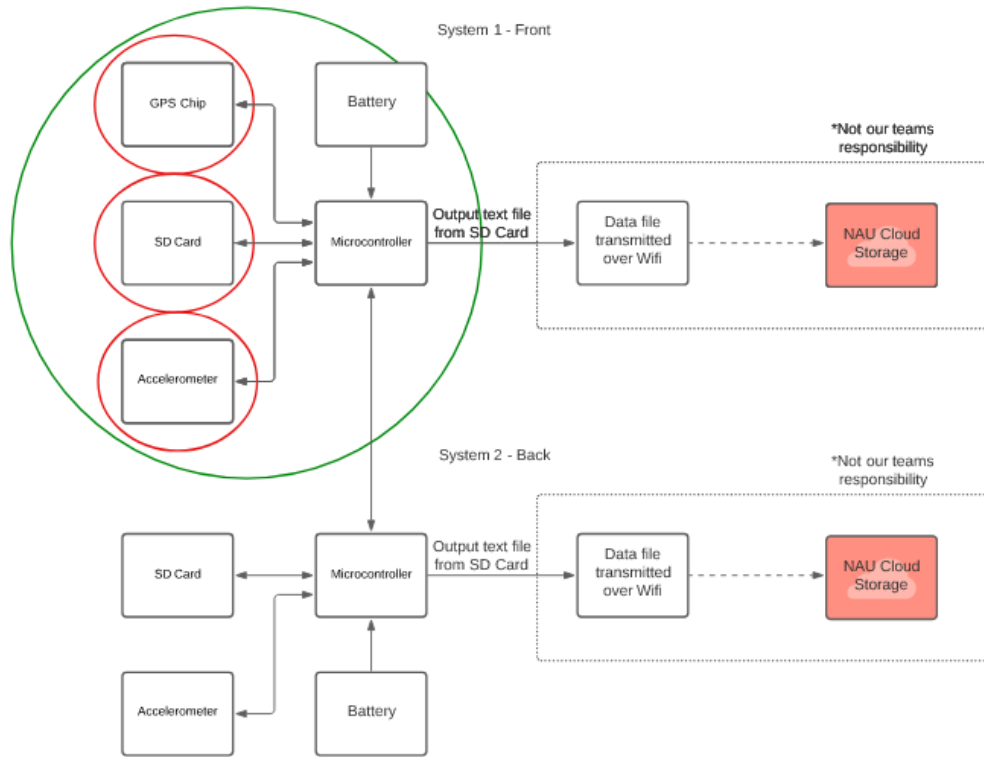 System 1 - Front
GPS Chip
Battery
*Not our teams
responsibility
SD Card
Microcontroller
Output text file
from SD Card
Data file
transmitted
over Wifi
NAU Cloud
Storage
Accelerometer
System 2 - Back
*Not our teams
responsibility
SD Card
Microcontroller
Output text file
from SD Card
Data file
transmitted
over Wifi
NAU Cloud
Storage
Accelerometer
Battery